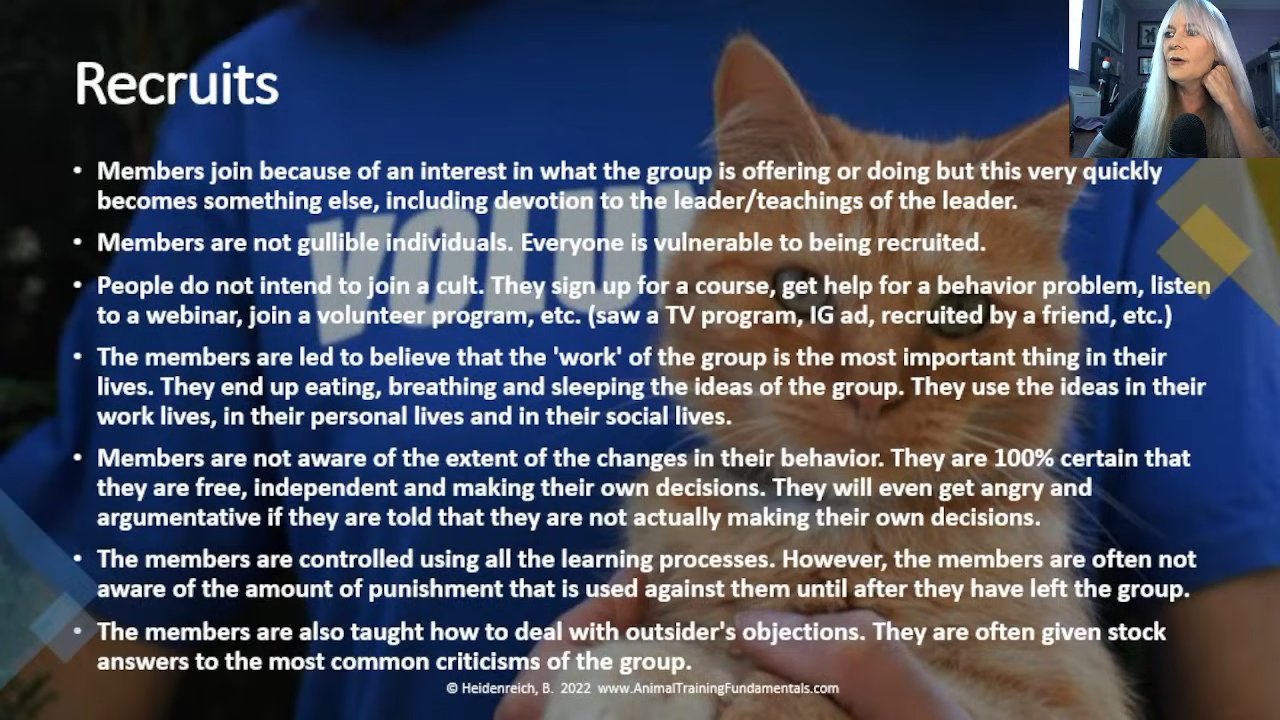 Recruits
• Members join because of an interest in what the group is offering or doing but this very quickly
becomes something else, including devotion to the leader/teachings of the leader.
• Members are not gullible individuals. Everyone is vulnerable to being recruited.
• People do not intend to join a cult. They sign up for a course, get help for a behavior problem, listen
to a webinar, join a volunteer program, etc. (saw a TV program, IG ad, recruited by a friend, etc.)
• The members are led to believe that the 'work' of the group is the most important thing in their
lives. They end up eating, breathing and sleeping the ideas of the group. They use the ideas in their
work lives, in their personal lives and in their social lives.
• Members are not aware of the extent of the changes in their behavior. They are 100% certain that
they are free, independent and making their own decisions. They will even get angry and
argumentative if they are told that they are not actually making their own decisions.
• The members are controlled using all the learning processes. However, the members are often not
aware of the amount of punishment that is used against them until after they have left the group.
• The members are also taught how to deal with outsider's objections. They are often given stock
answers to the most common criticisms of the group.
© Heidenreich, B. 2022 www.AnimalTrainingFundamentals.com
VOLU